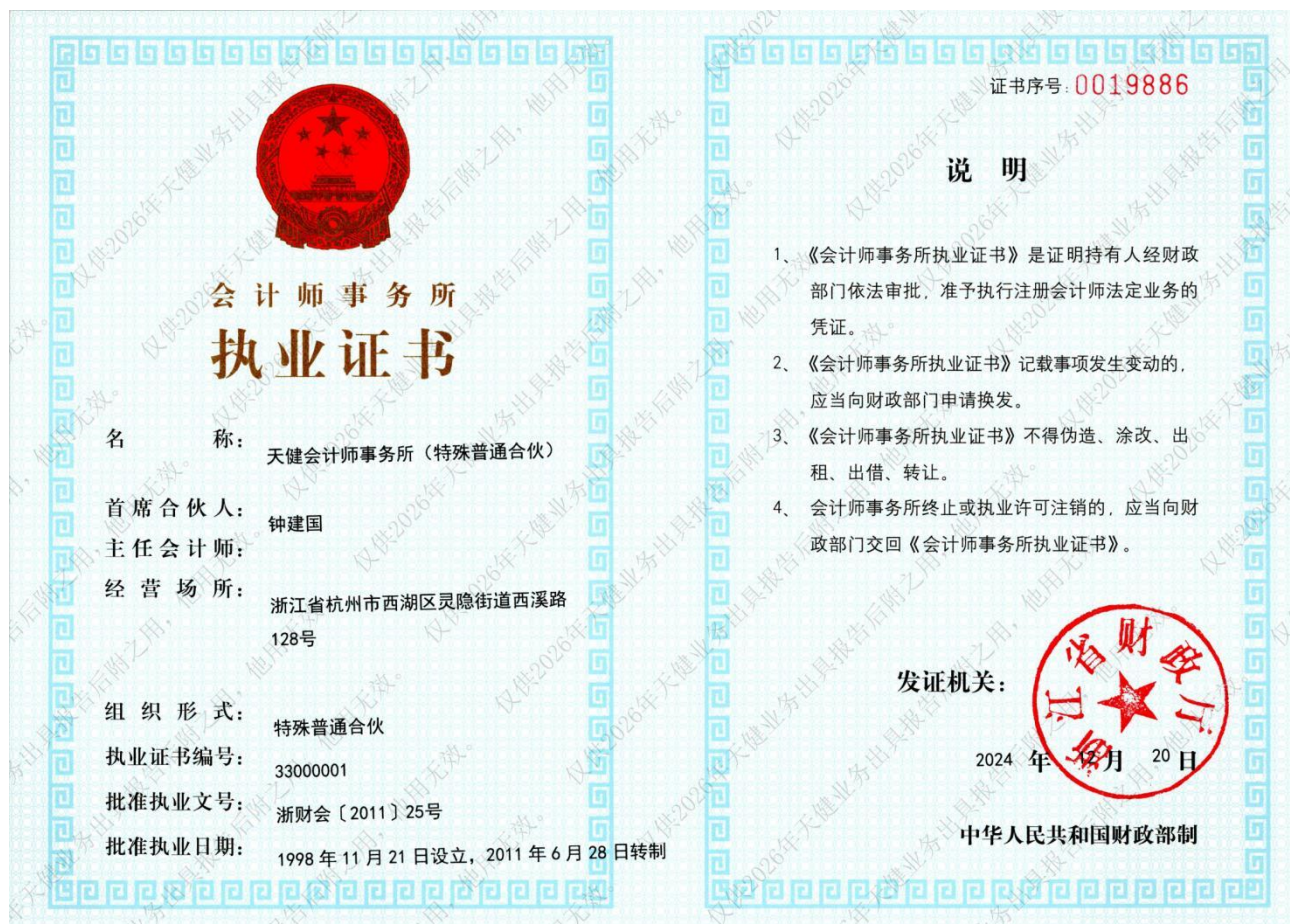 会计师事务所
执业证书
名称：天健会计师事务所（特殊普通合伙）
首席合伙人：钟建国
主任会计师：
经营场所：浙江省杭州市西湖区灵隐街道西溪路
128号
组织形式：特殊普通合伙
执业证书编号：33000001
批准执业文号：浙财会〔2011〕25号
批准执业日期：1998年11月21日设立，2011年6月28日转制
证书序号：0019886
说明
1、《会计师事务所执业证书》是证明持有人经财政
部门依法审批，准予执行注册会计师法定业务的
凭证。
2、《会计师事务所执业证书》记载事项发生变动的，
应当向财政部门申请换发。
3、《会计师事务所执业证书》不得伪造、涂改、出
租、出借、转让。
4、会计师事务所终止或执业许可注销的，应当向财
政部门交回《会计师事务所执业证书》。
发证机关：
浙江省财政厅
2024年12月20日
中华人民共和国财政部制
仅供2026年天健业务出具报告后附之用，他用无效。